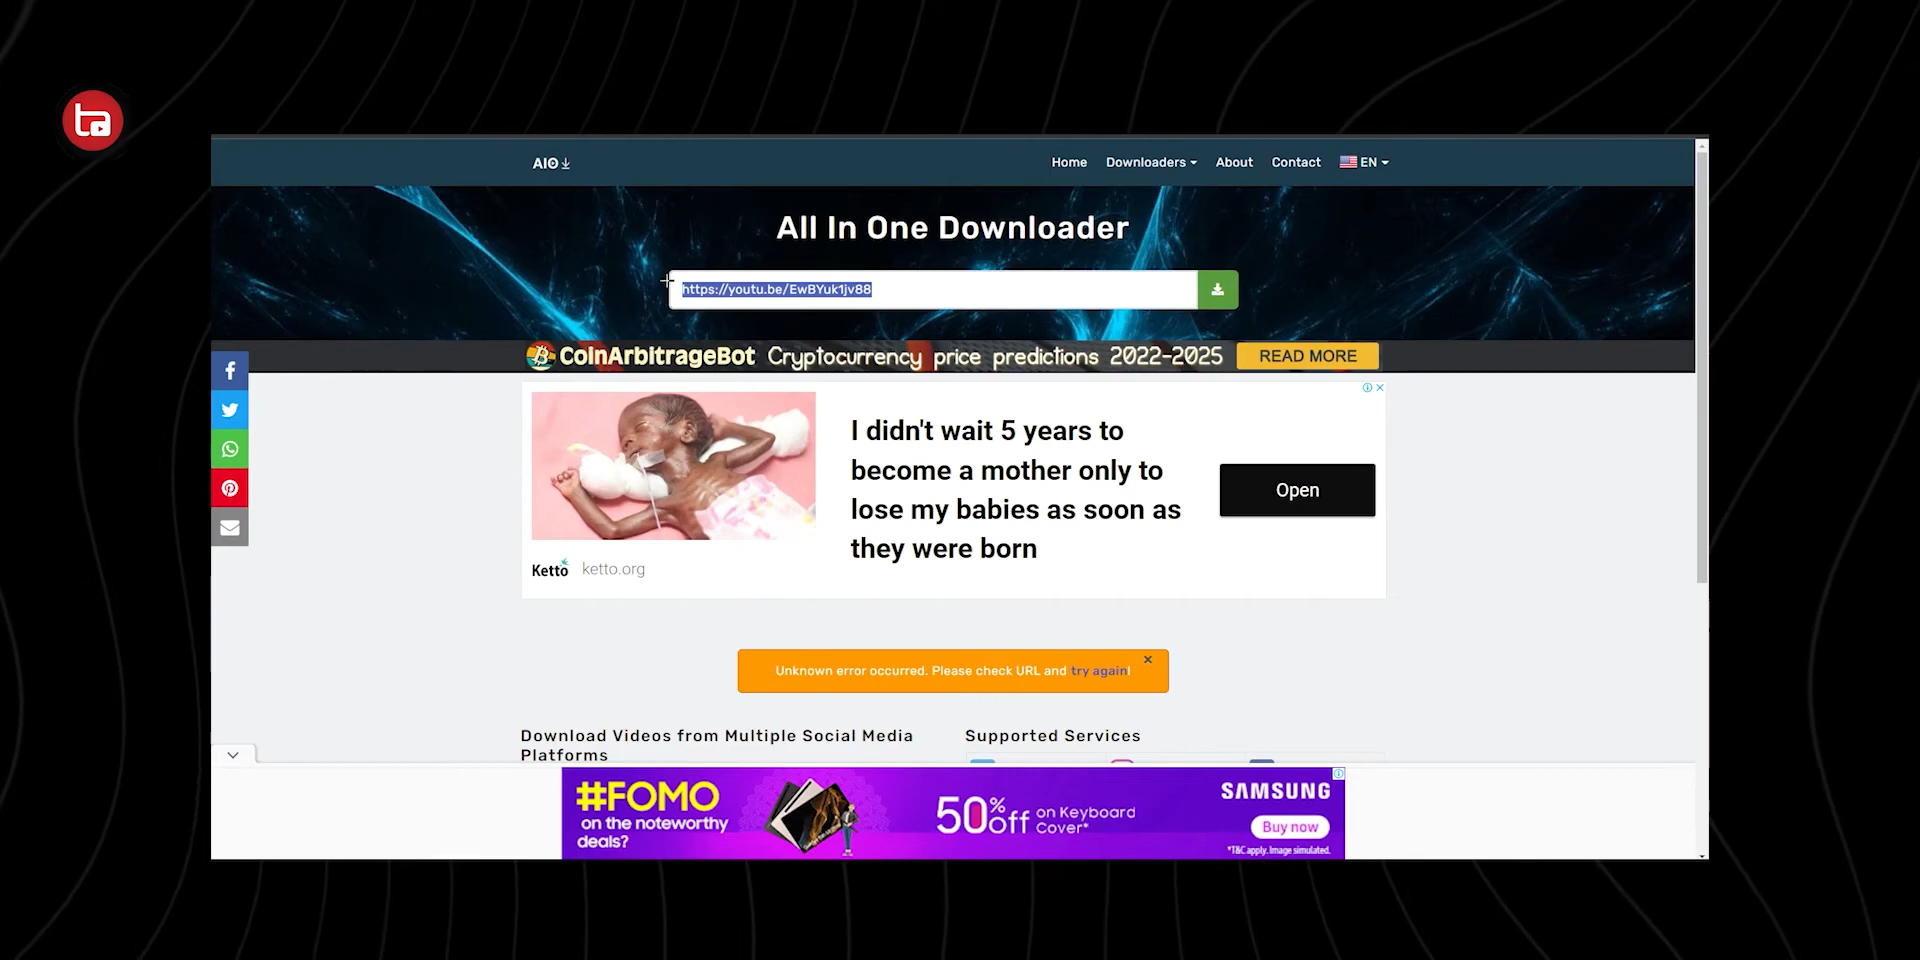 ta
AIO
Home Downloaders About Contact EN
All In One Downloader
https://youtu.be/EwBYuk1jv88
CoinArbitrageBot Cryptocurrency price predictions 2022-2025 READ MORE
I didn't wait 5 years to
become a mother only to
lose my babies as soon as
they were born
Open
Ketto ketto.org
Unknown error occurred. Please check URL and try again!
Download Videos from Multiple Social Media
Platforms
Supported Services
#FOMO
on the noteworthy
deals?
50% off on Keyboard
Cover*
SAMSUNG
Buy now
*T&C apply. Image simulated.